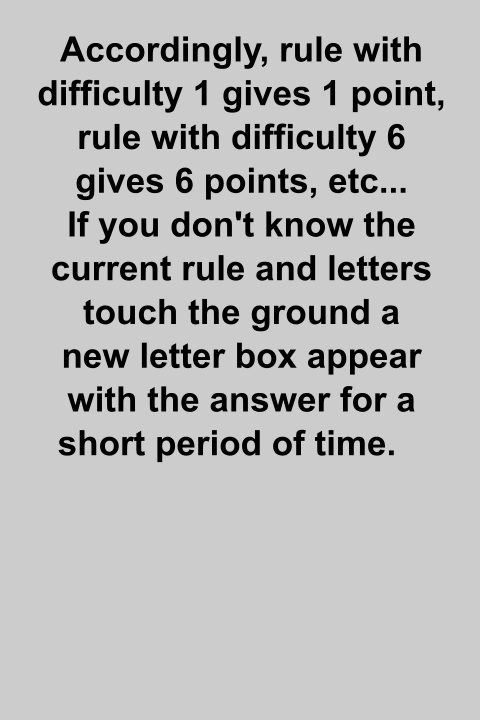 Accordingly, rule with
difficulty 1 gives 1 point,
rule with difficulty 6
gives 6 points, etc...
If you don't know the
current rule and letters
touch the ground a
new letter box appear
with the answer for a
short period of time.